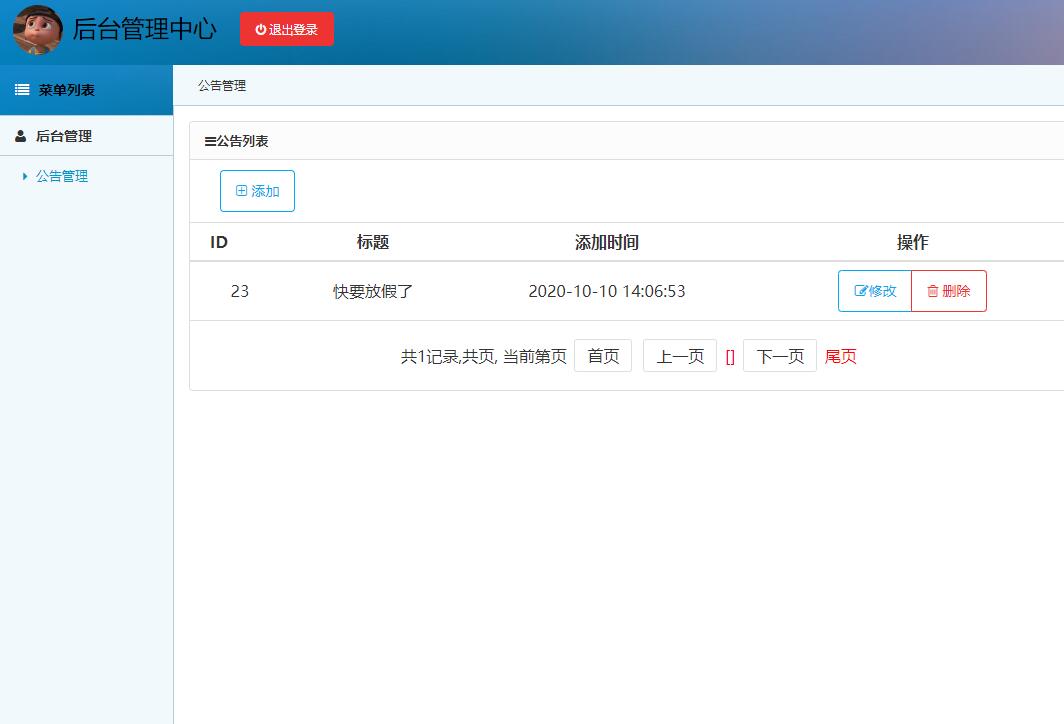 后台管理中心 退出登录
菜单列表
公告管理
后台管理
公告管理
公告列表
添加
ID 标题 添加时间 操作
23 快要放假了 2020-10-10 14:06:53 修改 删除
共1记录,共页, 当前第页 首页 上一页 [] 下一页 尾页